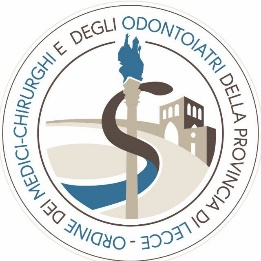 ORDINE DEI MEDICI-CHIRURGHI E DEGLI ODONTOIATRI DELLA PROVINCIA DI LECCE -